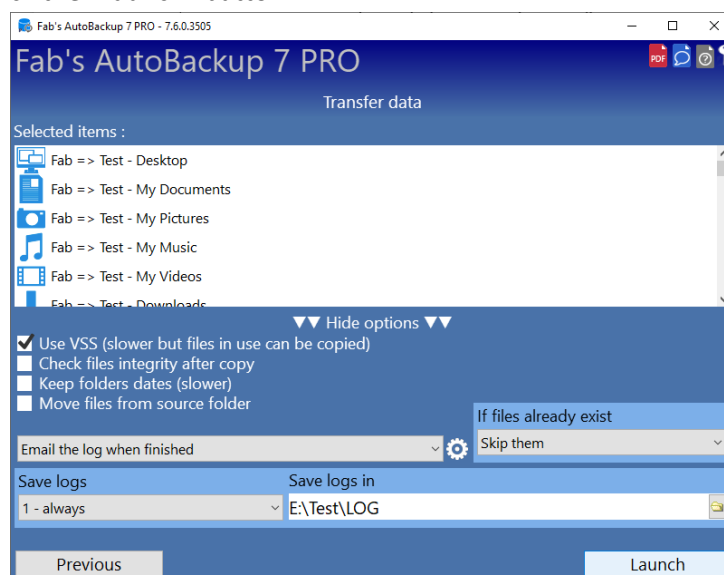 Fab's AutoBackup 7 PRO - 7.6.0.3505
Fab's AutoBackup 7 PRO
PDF
?
Transfer data
Selected items :
Fab => Test - Desktop
Fab => Test - My Documents
Fab => Test - My Pictures
Fab => Test - My Music
Fab => Test - My Videos
Fab => Test - Downloads
▼▼ Hide options ▼▼
Use VSS (slower but files in use can be copied)
Check files integrity after copy
Keep folders dates (slower)
Move files from source folder
If files already exist
Email the log when finished
Skip them
Save logs
Save logs in
1 - always
E:\Test\LOG
Previous
Launch